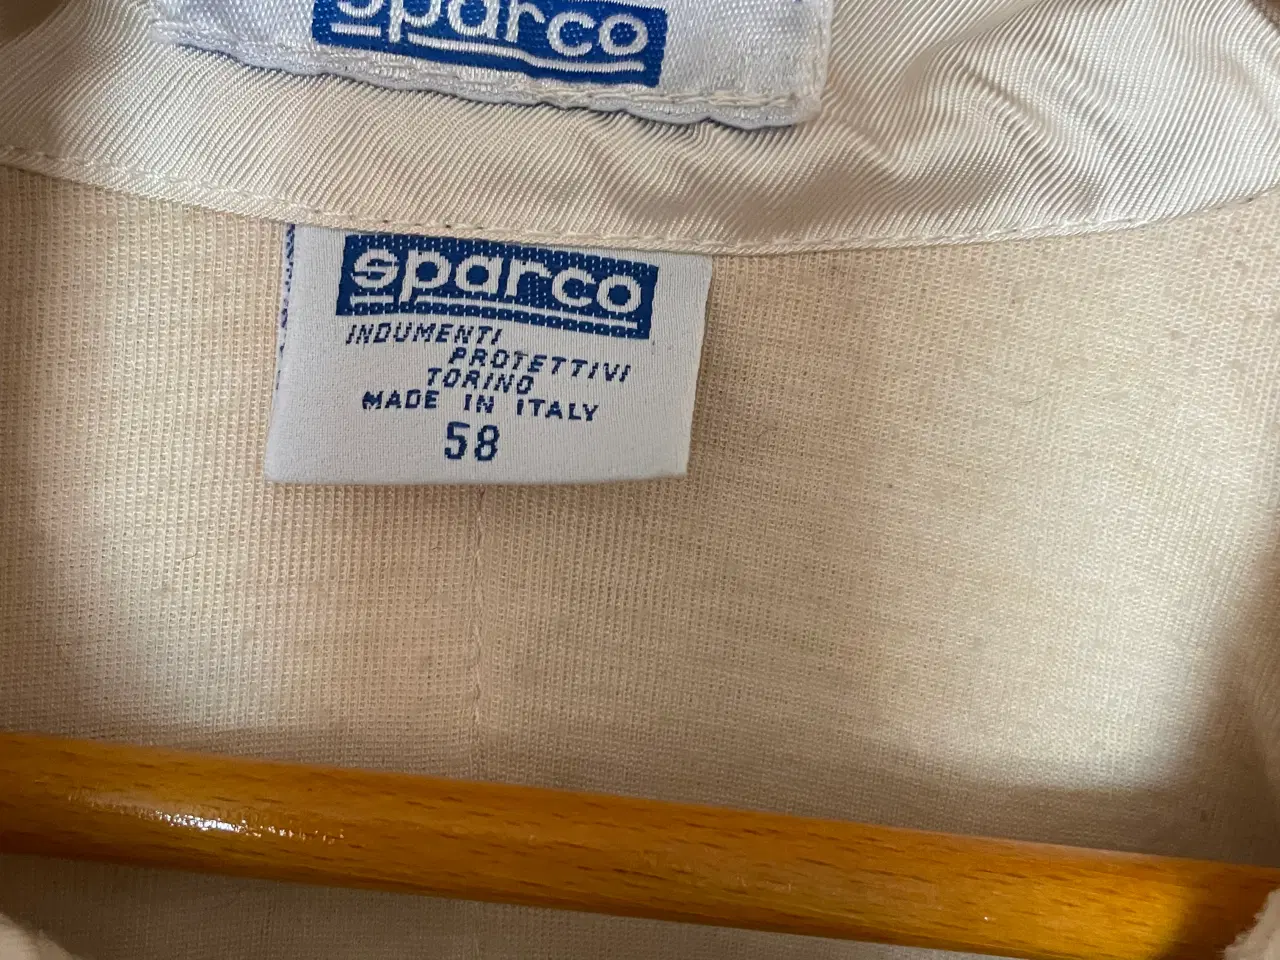 sparco
sparco
INDUMENTI
PROTETTIVI
TORINO
MADE IN ITALY
58